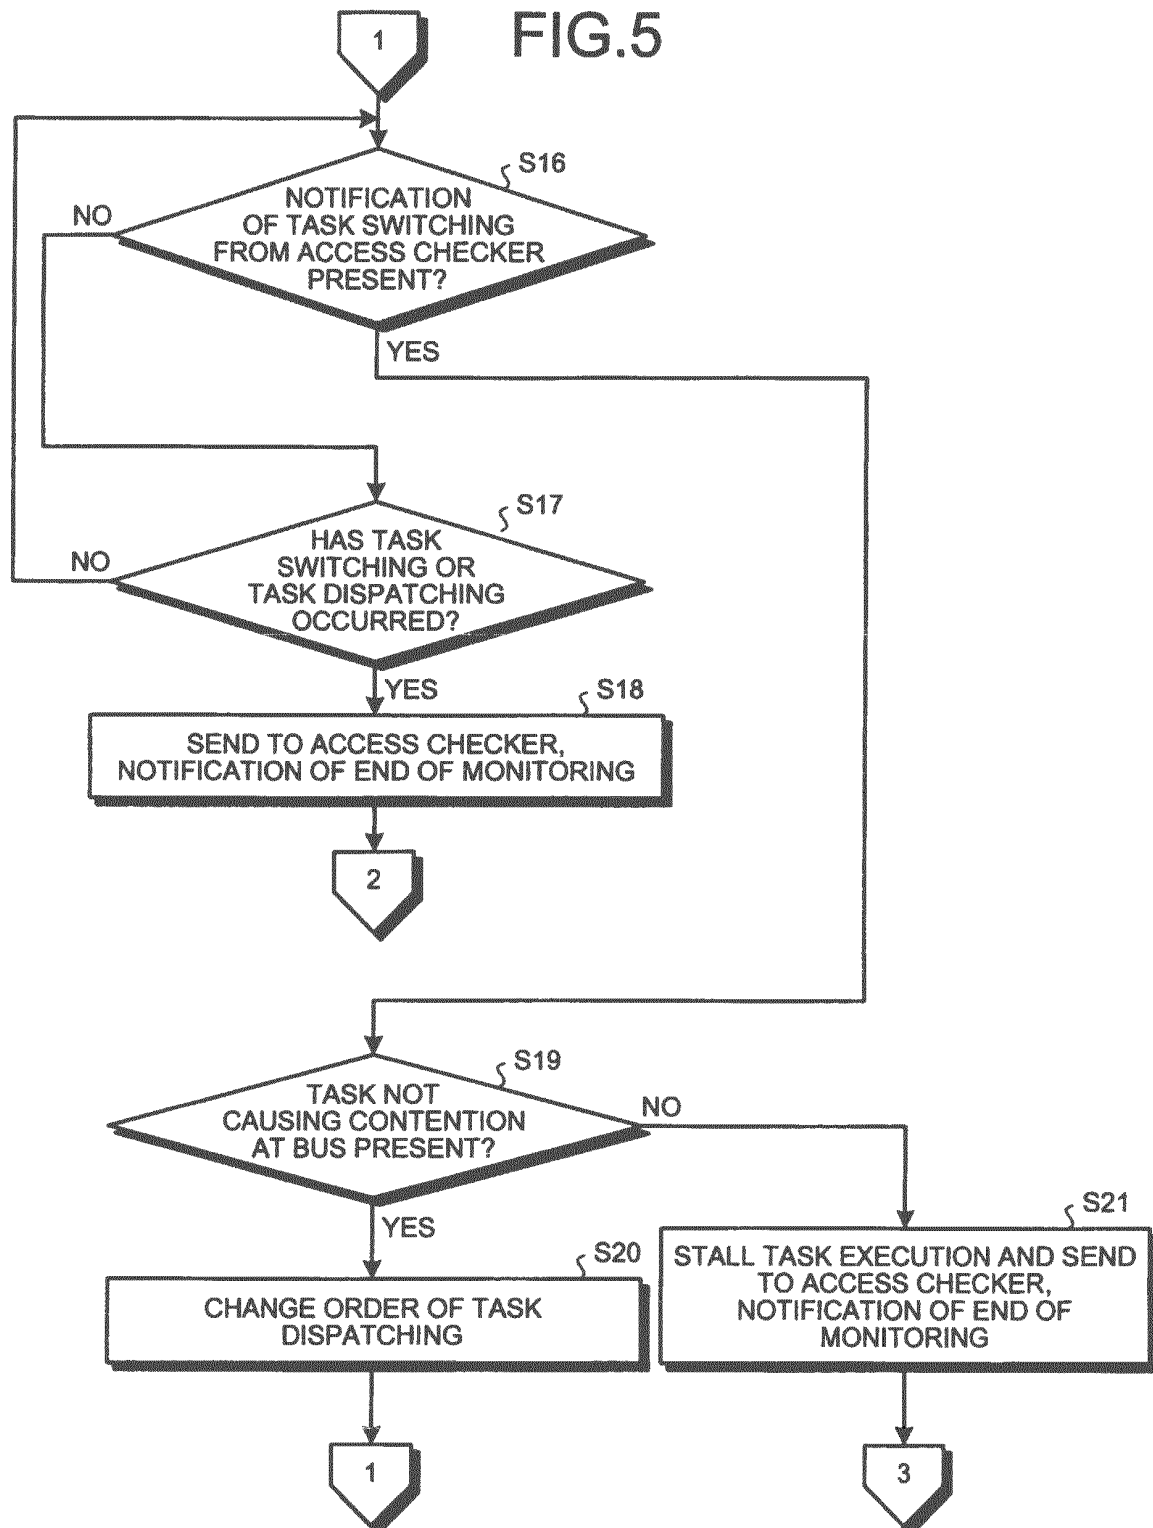 FIG.5
1
S16
NOTIFICATION
OF TASK SWITCHING
FROM ACCESS CHECKER
PRESENT?
NO
YES
S17
HAS TASK
SWITCHING OR
TASK DISPATCHING
OCCURRED?
NO
YES
S18
SEND TO ACCESS CHECKER,
NOTIFICATION OF END OF MONITORING
2
S19
TASK NOT
CAUSING CONTENTION
AT BUS PRESENT?
NO
YES
S20
CHANGE ORDER OF TASK
DISPATCHING
S21
STALL TASK EXECUTION AND SEND
TO ACCESS CHECKER,
NOTIFICATION OF END OF
MONITORING
1
3